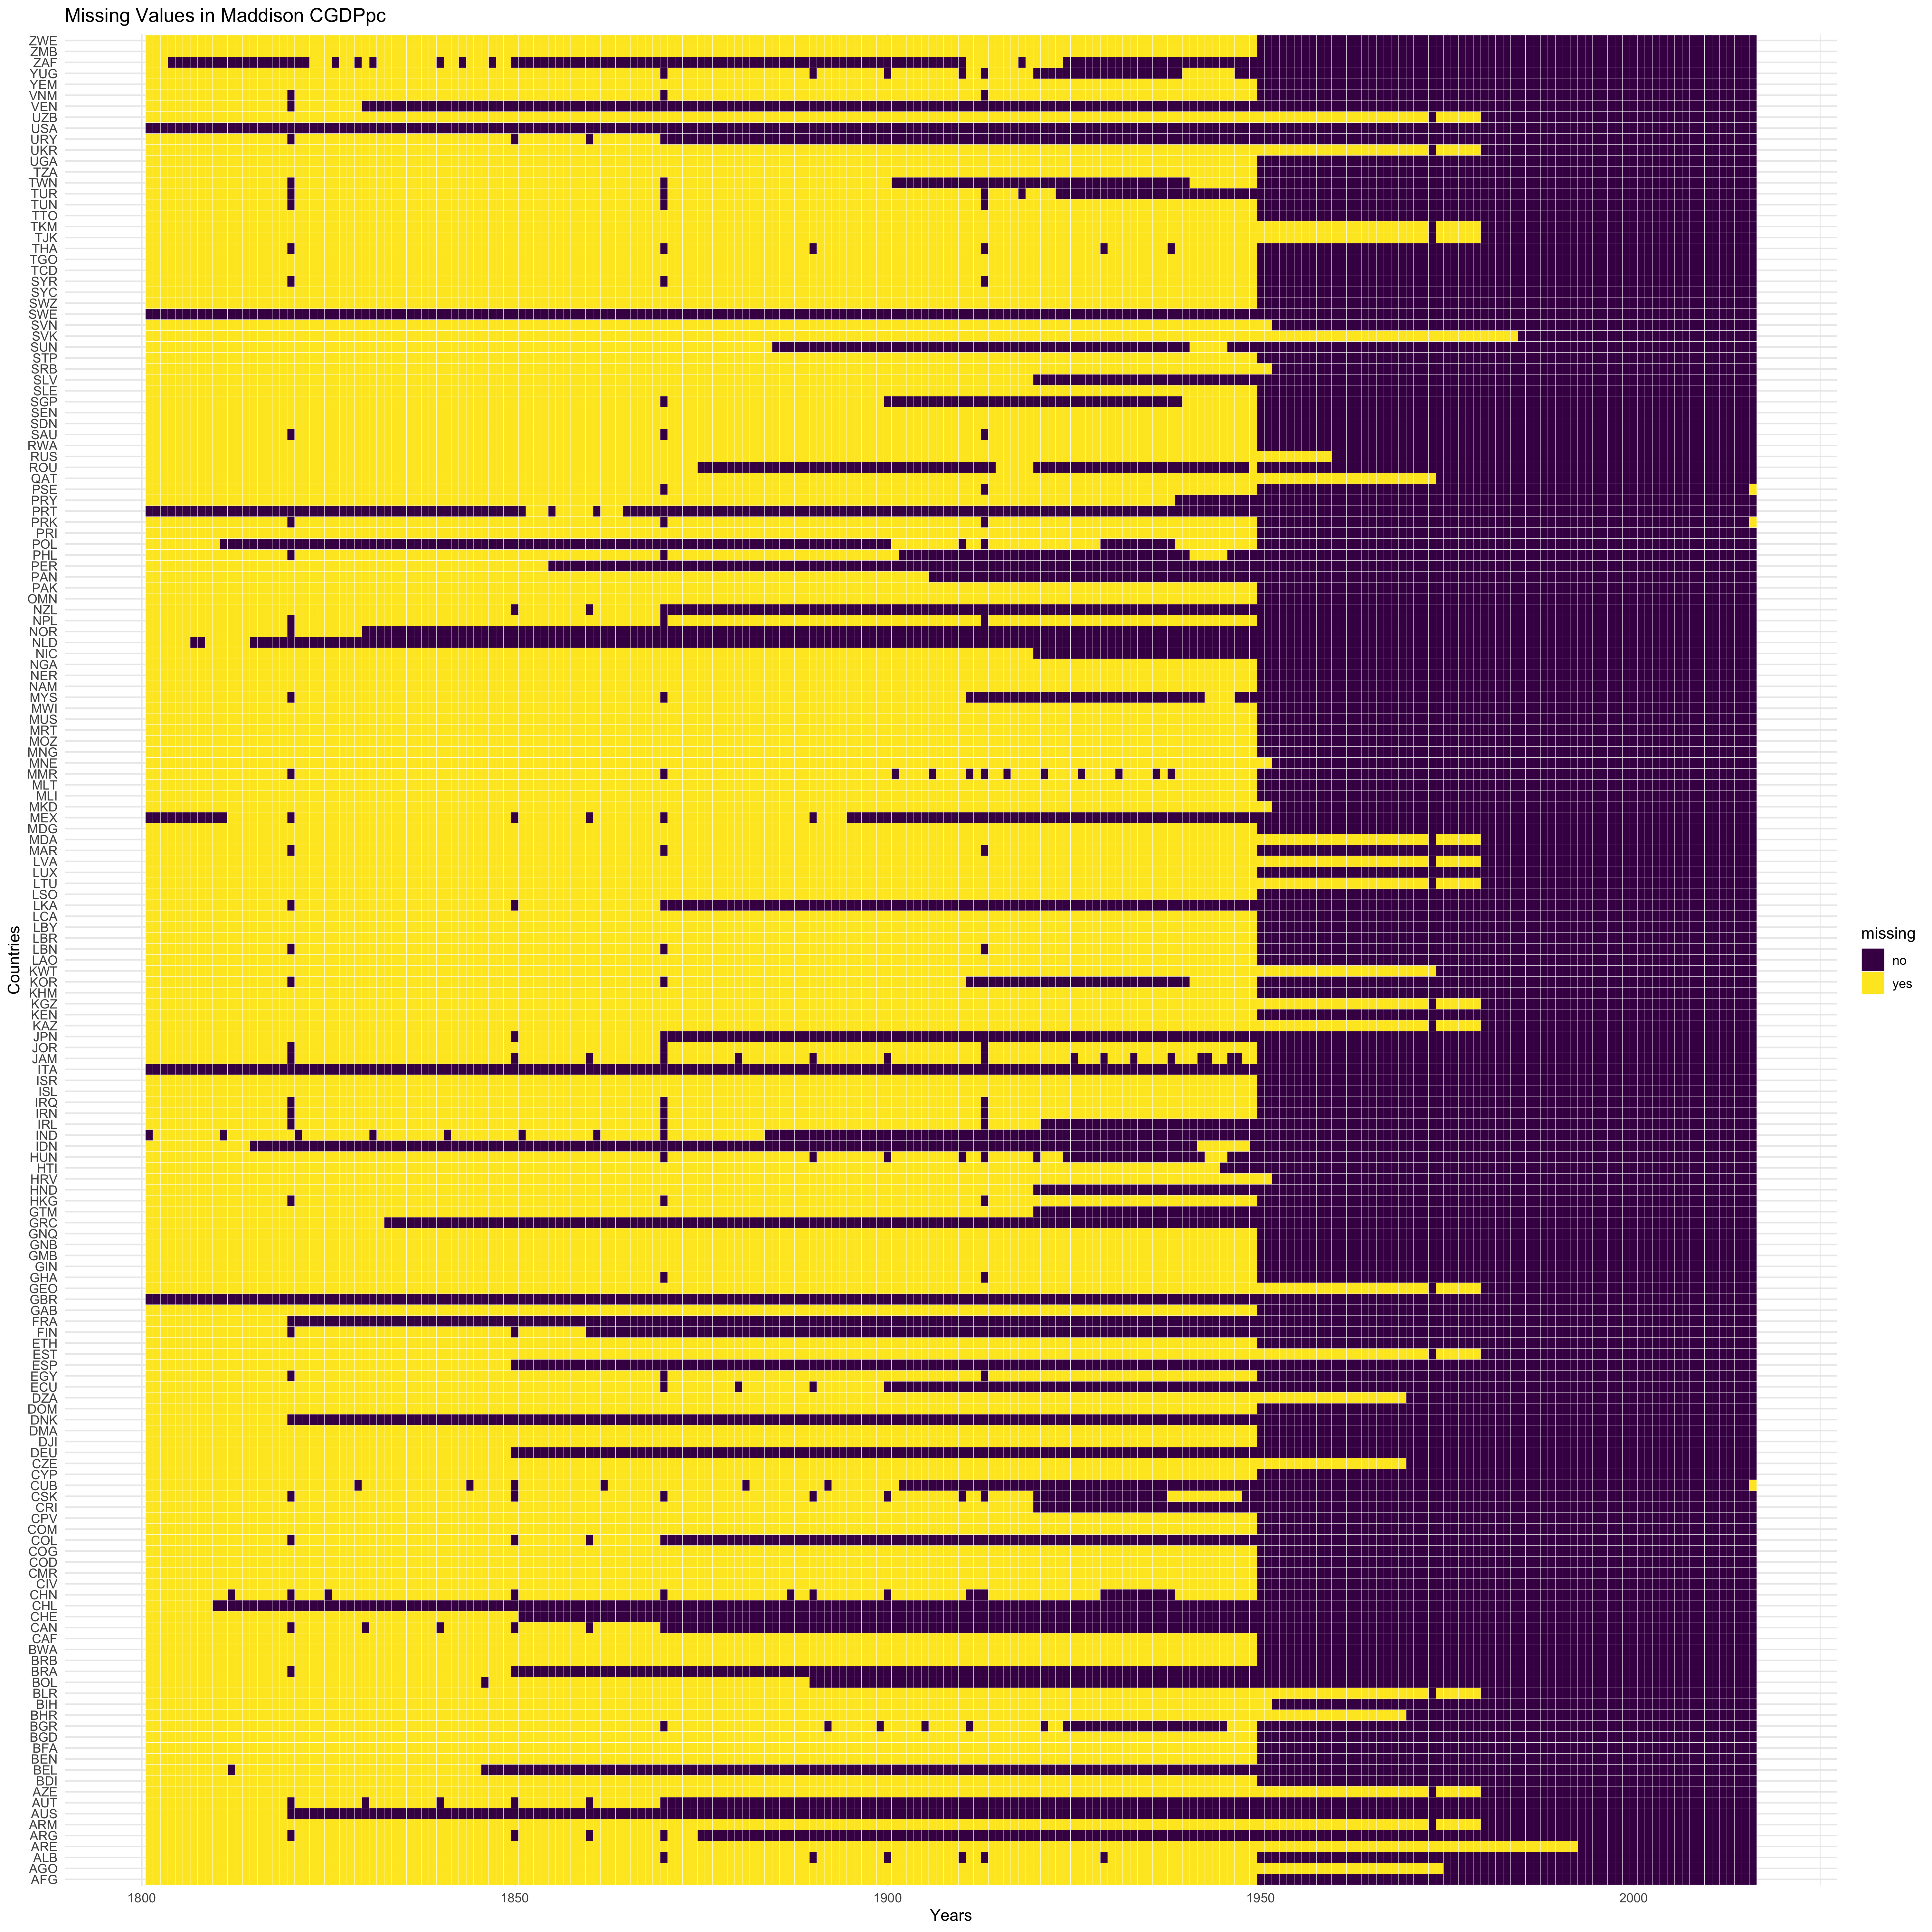 Missing Values in Maddison CGDPpc
ZWE
ZMB
ZAF
YUG
YEM
VNM
VEN
UZB
USA
URY
UKR
UGA
TZA
TWN
TUR
TUN
TTO
TKM
TJK
THA
TGO
TCD
SYR
SYC
SWZ
SWE
SVN
SVK
SUN
STP
SRB
SLV
SLE
SGP
SEN
SDN
SAU
RWA
RUS
ROU
QAT
PSE
PRY
PRT
PRK
PRI
POL
PHL
PER
PAN
PAK
OMN
NZL
NPL
NOR
NLD
NIC
NGA
NER
NAM
MYS
MWI
MUS
MRT
MOZ
MNG
MNE
MMR
MLT
MLI
MKD
MEX
MDG
MDA
MAR
LVA
LUX
LTU
LSO
LKA
LCA
LBY
LBR
LBN
LAO
KWT
KOR
KHM
KGZ
KEN
KAZ
JPN
JOR
JAM
ITA
ISR
ISL
IRQ
IRN
IRL
IND
IDN
HUN
HTI
HRV
HND
HKG
GTM
GRC
GNQ
GNB
GMB
GIN
GHA
GEO
GBR
GAB
FRA
FIN
ETH
EST
ESP
EGY
ECU
DZA
DOM
DNK
DMA
DJI
DEU
CZE
CYP
CUB
CSK
CRI
CPV
COM
COL
COG
COD
CMR
CIV
CHN
CHL
CHE
CAN
CAF
BWA
BRB
BRA
BOL
BLR
BIH
BHR
BGR
BGD
BFA
BEN
BEL
BDI
AZE
AUT
AUS
ARM
ARG
ARE
ALB
AGO
AFG
Countries
1800 1850 1900 1950 2000
Years
missing
no
yes